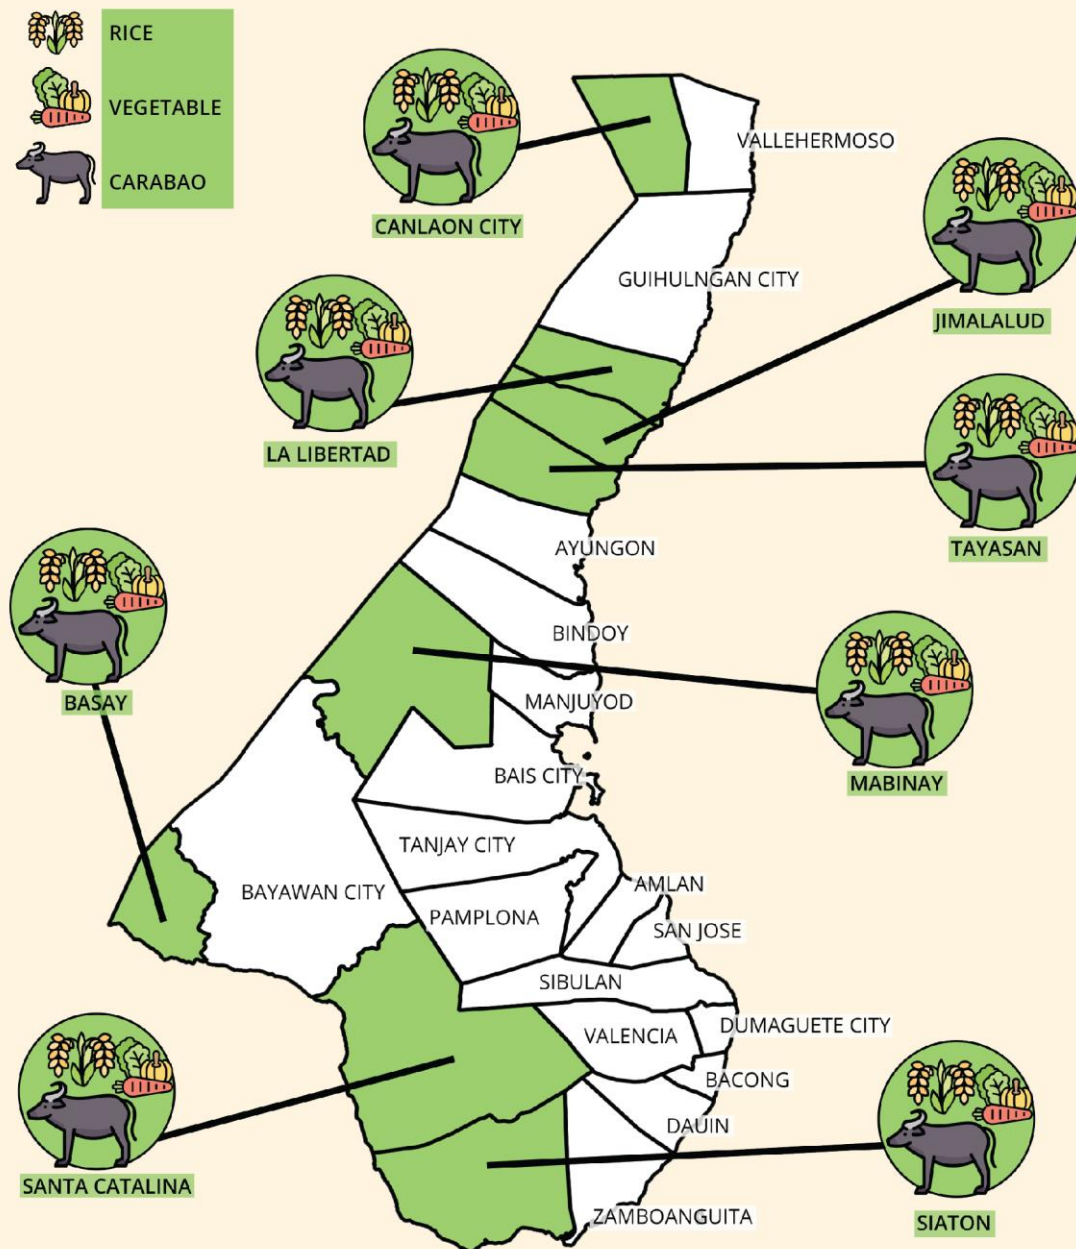 RICE
VEGETABLE
CARABAO
CANLAON CITY
VALLEHERMOSO
JIMALALUD
GUIHULNGAN CITY
LA LIBERTAD
TAYASAN
AYUNGON
BINDOY
BASAY
MANJUYOD
MABINAY
BAIS CITY
TANJAY CITY
BAYAWAN CITY
AMLAN
PAMPLONA
SAN JOSE
SIBULAN
VALENCIA
DUMAGUETE CITY
BACONG
DAUIN
SANTA CATALINA
ZAMBOANGUITA
SIATON